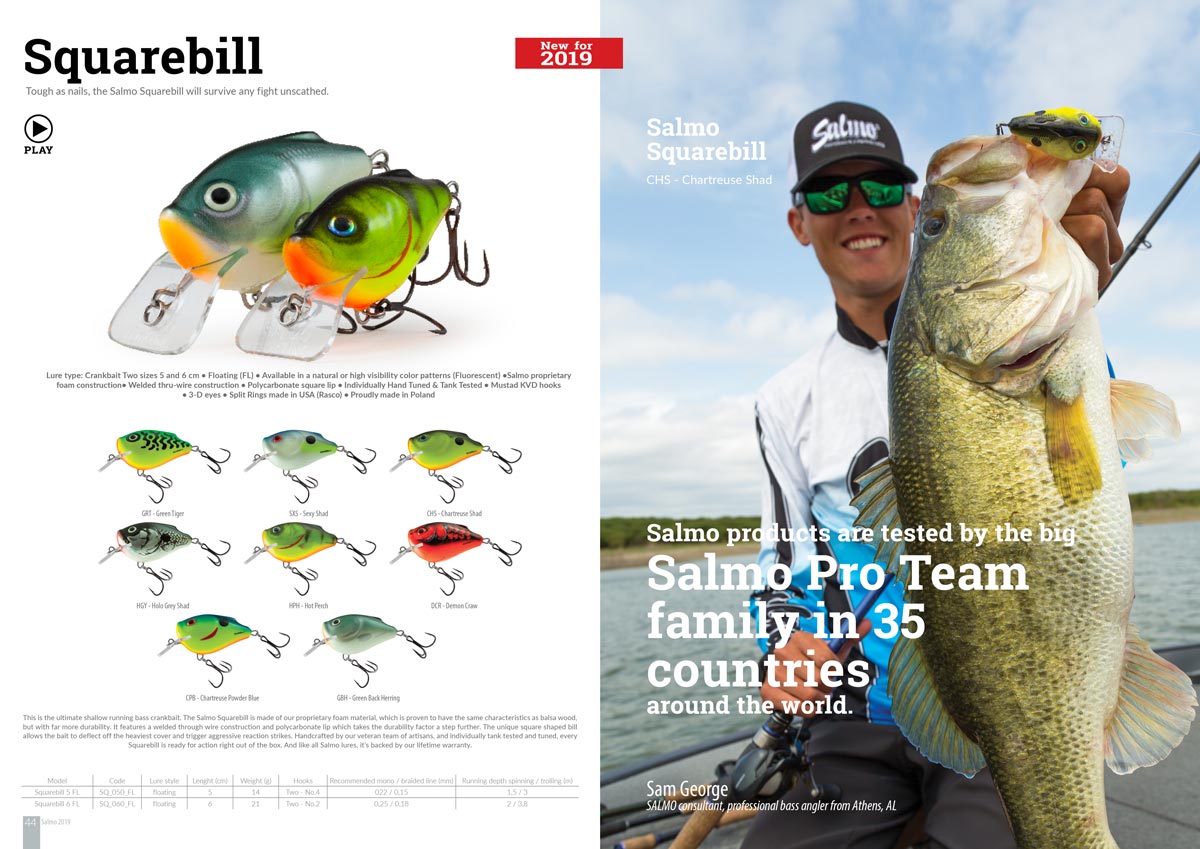 Squarebill
Tough as nails, the Salmo Squarebill will survive any fight unscathed.
PLAY
New for
2019
Lure type: Crankbait Two sizes 5 and 6 cm • Floating (FL) • Available in a natural or high visibility color patterns (Fluorescent) •Salmo proprietary
foam construction• Welded thru-wire construction • Polycarbonate square lip • Individually Hand Tuned & Tank Tested • Mustad KVD hooks
• 3-D eyes • Split Rings made in USA (Rasco) • Proudly made in Poland
GRT - Green Tiger
SXS - Sexy Shad
CHS - Chartreuse Shad
HGY - Holo Grey Shad
HPH - Hot Perch
DCR - Demon Craw
CPB - Chartreuse Powder Blue
GBH - Green Back Herring
This is the ultimate shallow running bass crankbait. The Salmo Squarebill is made of our proprietary foam material, which is proven to have the same characteristics as balsa wood,
but with far more durability. It features a welded through wire construction and polycarbonate lip which takes the durability factor a step further. The unique square shaped bill
allows the bait to deflect off the heaviest cover and trigger aggressive reaction strikes. Handcrafted by our veteran team of artisans, and individually tank tested and tuned, every
Squarebill is ready for action right out of the box. And like all Salmo lures, it's backed by our lifetime warranty.
Model Code Lure style Lenght (cm) Weight (g) Hooks Recommended mono / braided line (mm) Running depth spinning / trolling (m)
Squarebill 5 FL SQ_050_FL floating 5 14 Two - No.4 022 / 0,15 1,5 / 3
Squarebill 6 FL SQ_060_FL floating 6 21 Two - No.2 0,25 / 0,18 2 / 3,8
44 Salmo 2019
Salmo
Squarebill
CHS - Chartreuse Shad
Salmo
Salmo products are tested by the big
Salmo Pro Team
family in 35
countries
around the world.
Sam George
SALMO consultant, professional bass angler from Athens, AL